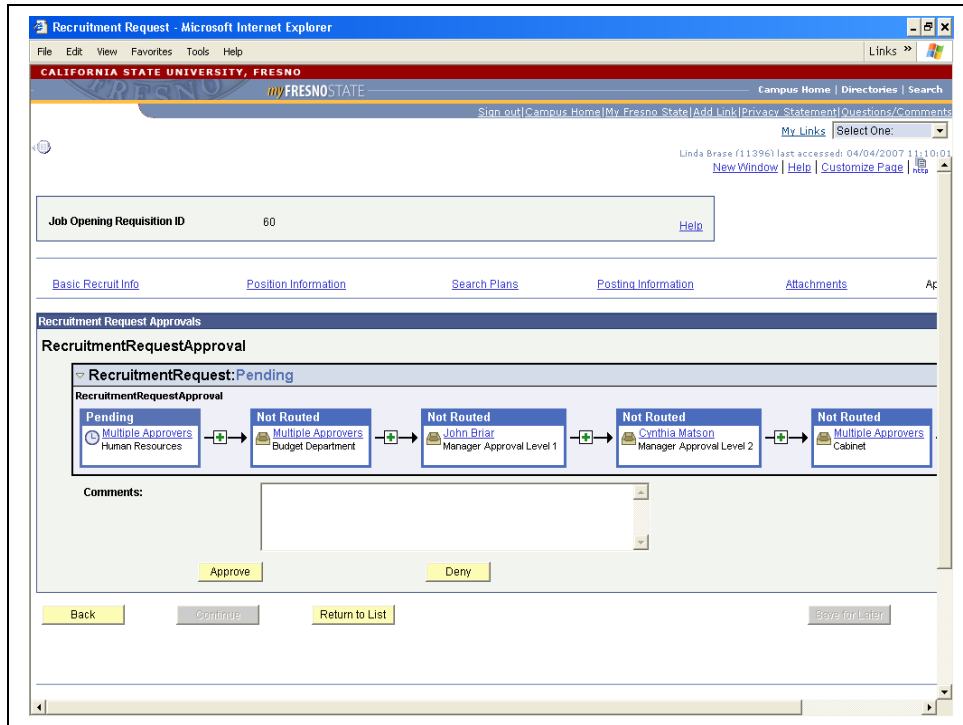 Recruitment Request - Microsoft Internet Explorer
File Edit View Favorites Tools Help Links »
CALIFORNIA STATE UNIVERSITY, FRESNO
FRESNO
myFRESNOSTATE Campus Home | Directories | Search
Sign out|Campus Home|My Fresno State|Add Link|Privacy Statement|Questions/Comments
My Links Select One:
Linda Brase (11396) last accessed: 04/04/2007 11:10:01
New Window | Help | Customize Page | http
Job Opening Requisition ID 60 Help
Basic Recruit Info Position Information Search Plans Posting Information Attachments Ap
Recruitment Request Approvals
RecruitmentRequestApproval
RecruitmentRequest:Pending
RecruitmentRequestApproval
Pending Not Routed Not Routed Not Routed Not Routed
Multiple Approvers Multiple Approvers John Briar Cynthia Matson Multiple Approvers
Human Resources Budget Department Manager Approval Level 1 Manager Approval Level 2 Cabinet
Comments:
Approve Deny
Back Continue Return to List Save for Later